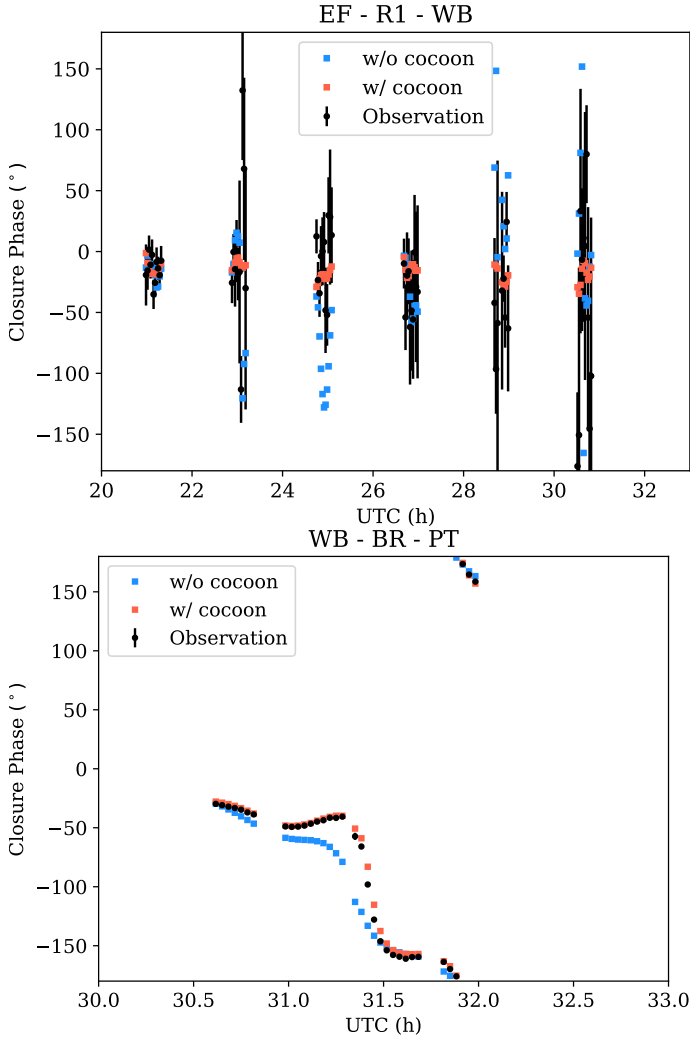 EF - R1 - WB
w/o cocoon
w/ cocoon
Observation
Closure Phase (°)
150
100
50
0
−50
−100
−150
20 22 24 26 28 30 32
UTC (h)
WB - BR - PT
w/o cocoon
w/ cocoon
Observation
Closure Phase (°)
150
100
50
0
−50
−100
−150
30.0 30.5 31.0 31.5 32.0 32.5 33.0
UTC (h)